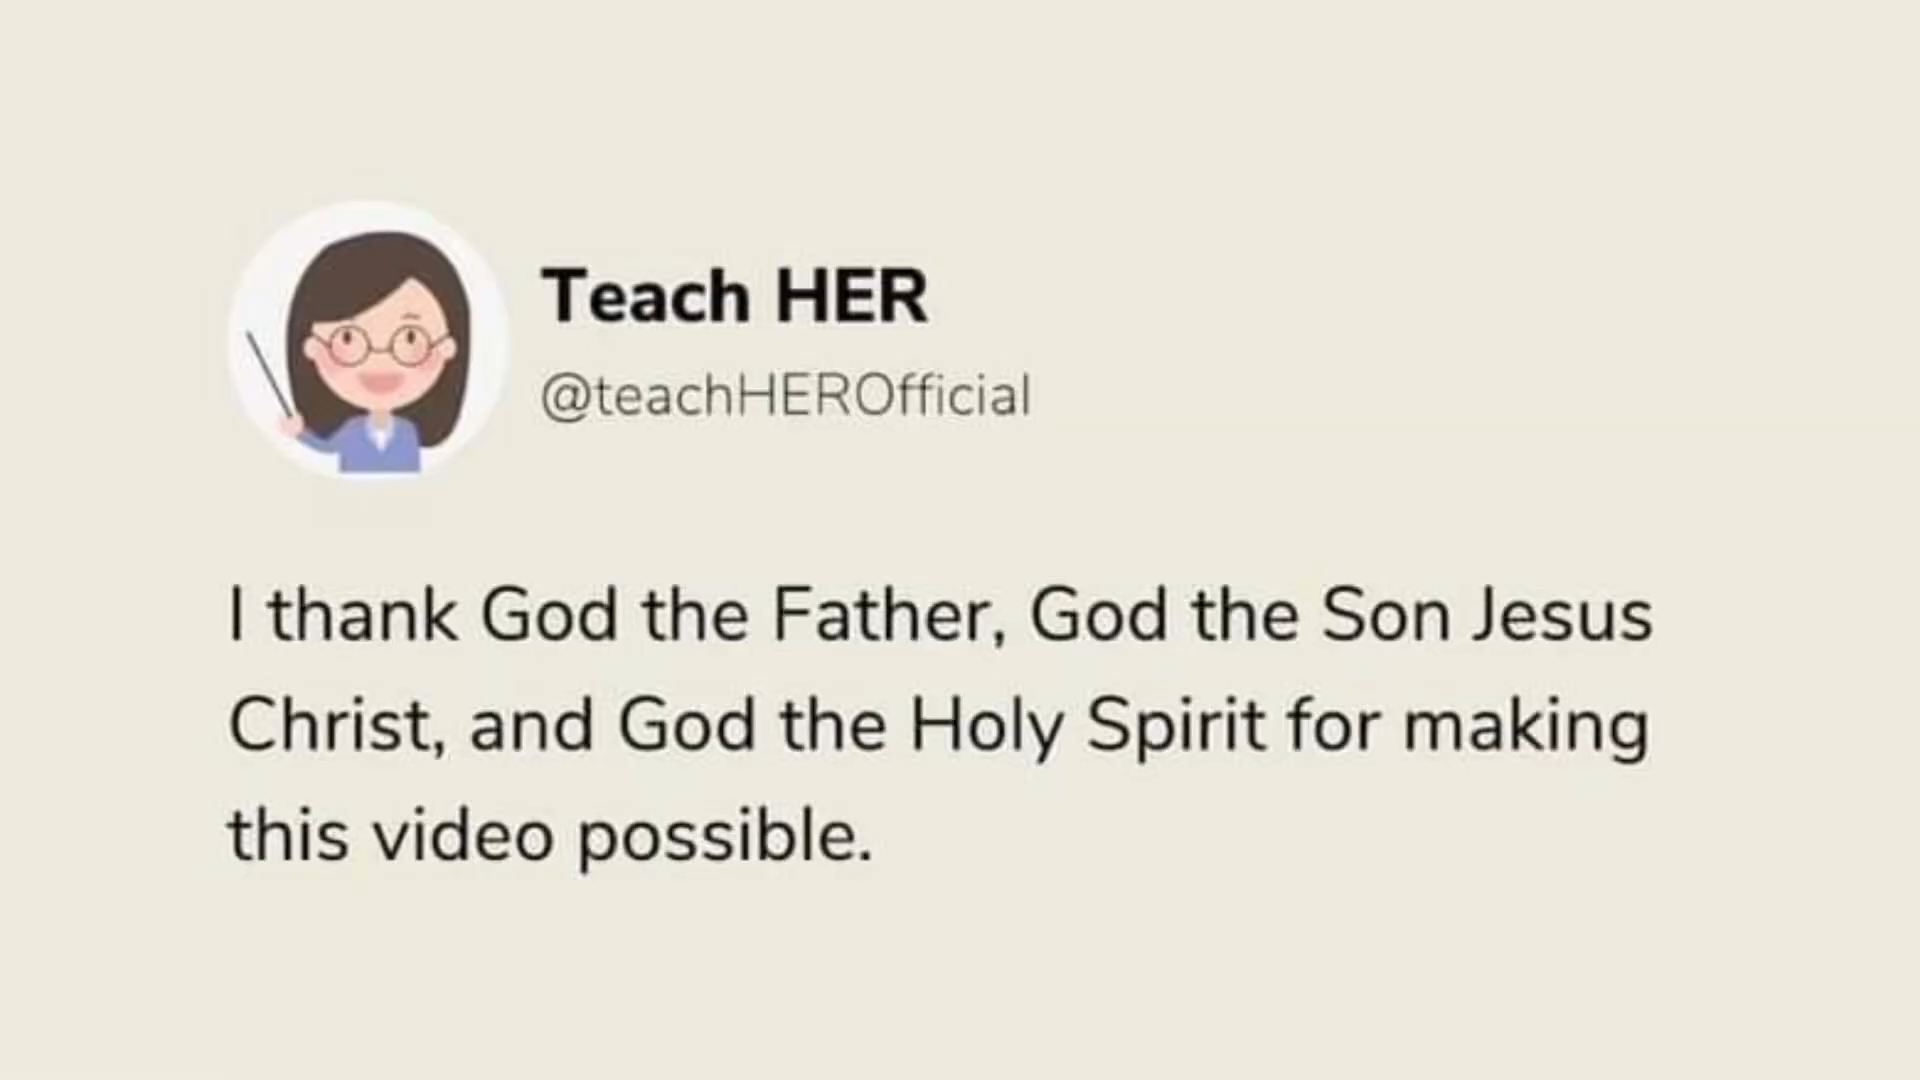 Teach HER
@teachHEROfficial
I thank God the Father, God the Son Jesus
Christ, and God the Holy Spirit for making
this video possible.